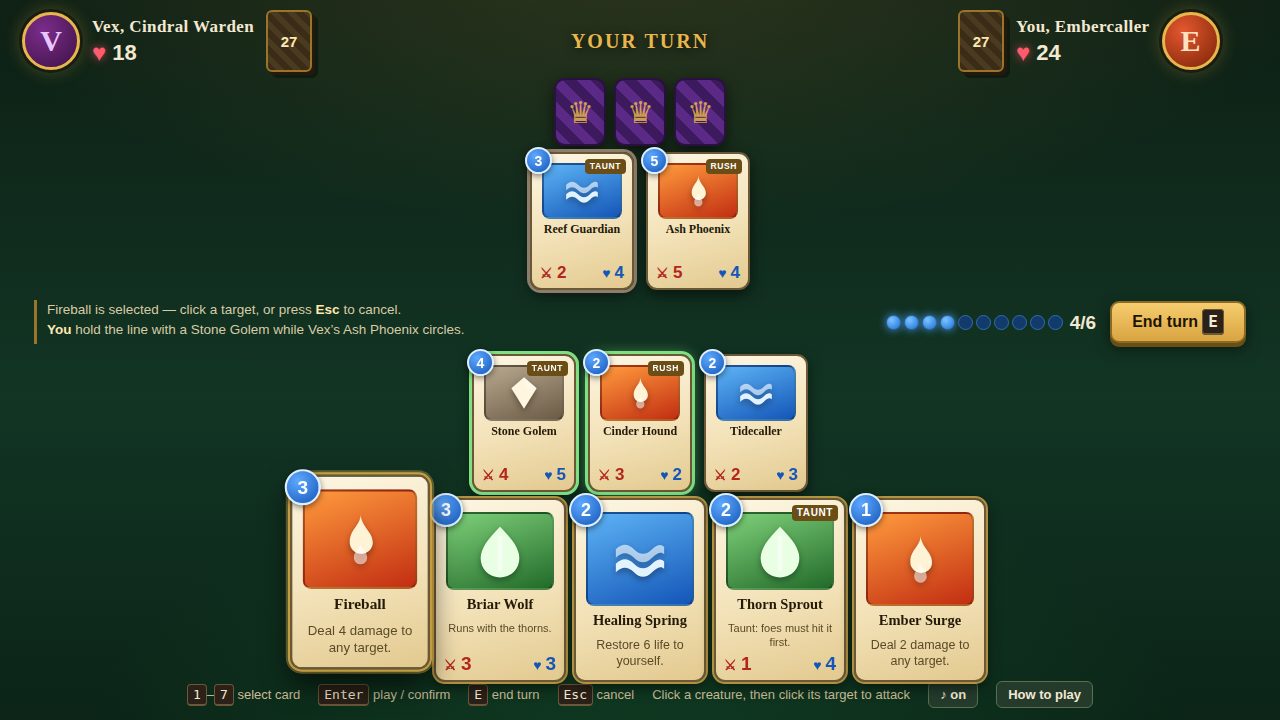 V
Vex, Cindral Warden
♥ 18
27
YOUR TURN
27
You, Embercaller
♥ 24
E
3
TAUNT
Reef Guardian
⚔ 2 ♥ 4
5
RUSH
Ash Phoenix
⚔ 5 ♥ 4
Fireball is selected — click a target, or press Esc to cancel.
You hold the line with a Stone Golem while Vex's Ash Phoenix circles.
4/6
End turn E
4
TAUNT
Stone Golem
⚔ 4 ♥ 5
2
RUSH
Cinder Hound
⚔ 3 ♥ 2
2
Tidecaller
⚔ 2 ♥ 3
3
Fireball
Deal 4 damage to
any target.
3
Briar Wolf
Runs with the thorns.
⚔ 3 ♥ 3
2
Healing Spring
Restore 6 life to
yourself.
2
TAUNT
Thorn Sprout
Taunt: foes must hit it
first.
⚔ 1 ♥ 4
1
Ember Surge
Deal 2 damage to
any target.
1–7 select card Enter play / confirm E end turn Esc cancel Click a creature, then click its target to attack ♪ on How to play